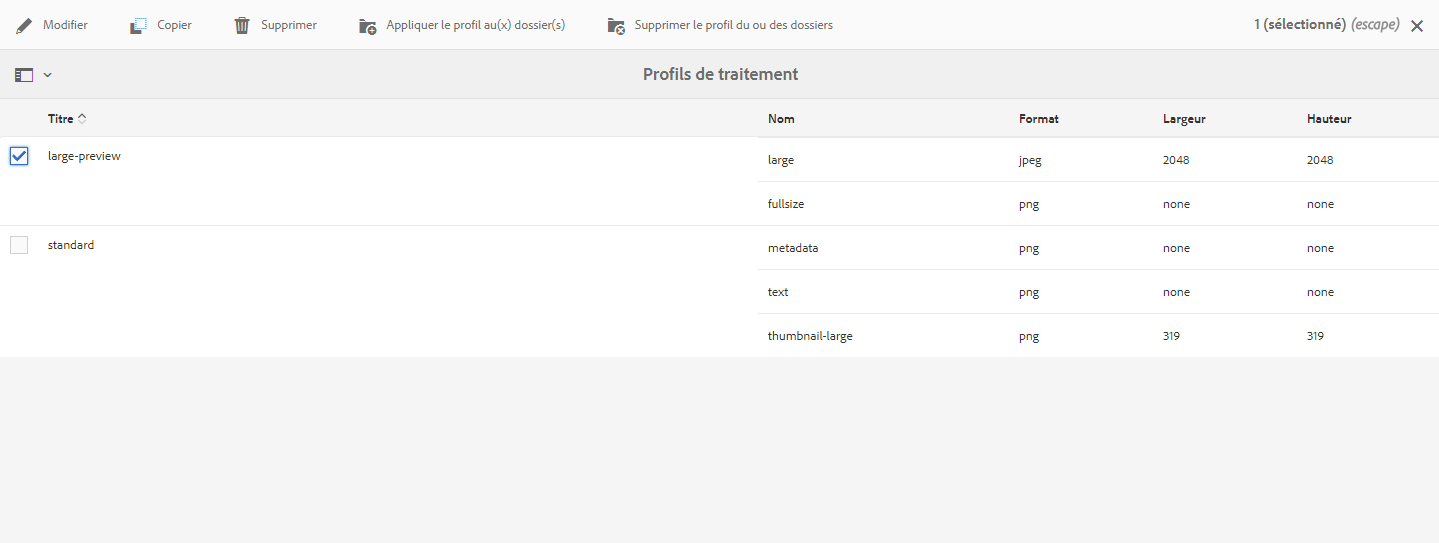 Modifier Copier Supprimer Appliquer le profil au(x) dossier(s) Supprimer le profil du ou des dossiers 1 (sélectionné) (escape)
Profils de traitement
Titre Nom Format Largeur Hauteur
large-preview large jpeg 2048 2048
fullsize png none none
standard metadata png none none
text png none none
thumbnail-large png 319 319